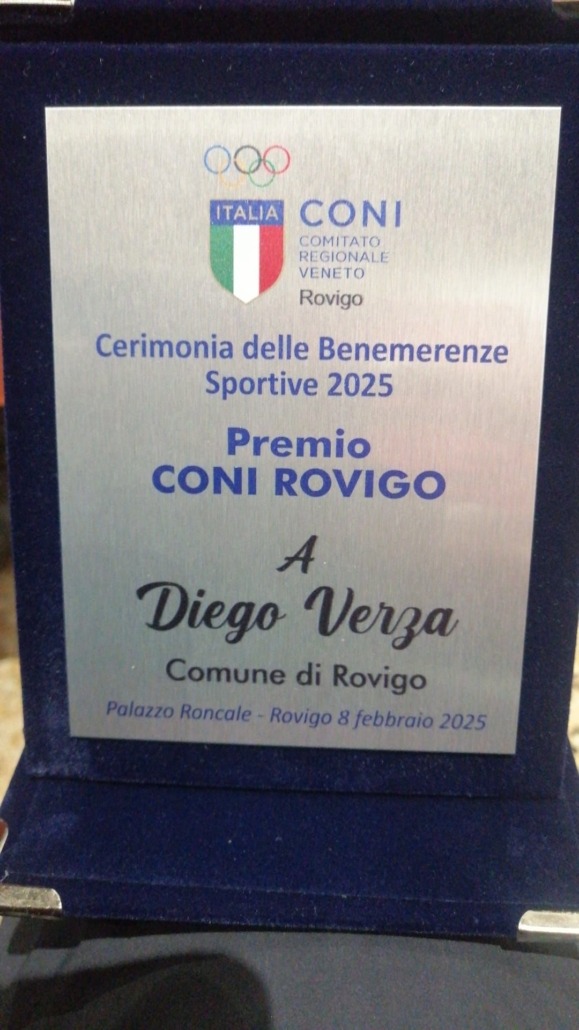 ITALIA
CONI
COMITATO
REGIONALE
VENETO
Rovigo
Cerimonia delle Benemerenze
Sportive 2025
Premio
CONI ROVIGO
A
Diego Verza
Comune di Rovigo
Palazzo Roncale - Rovigo 8 febbraio 2025